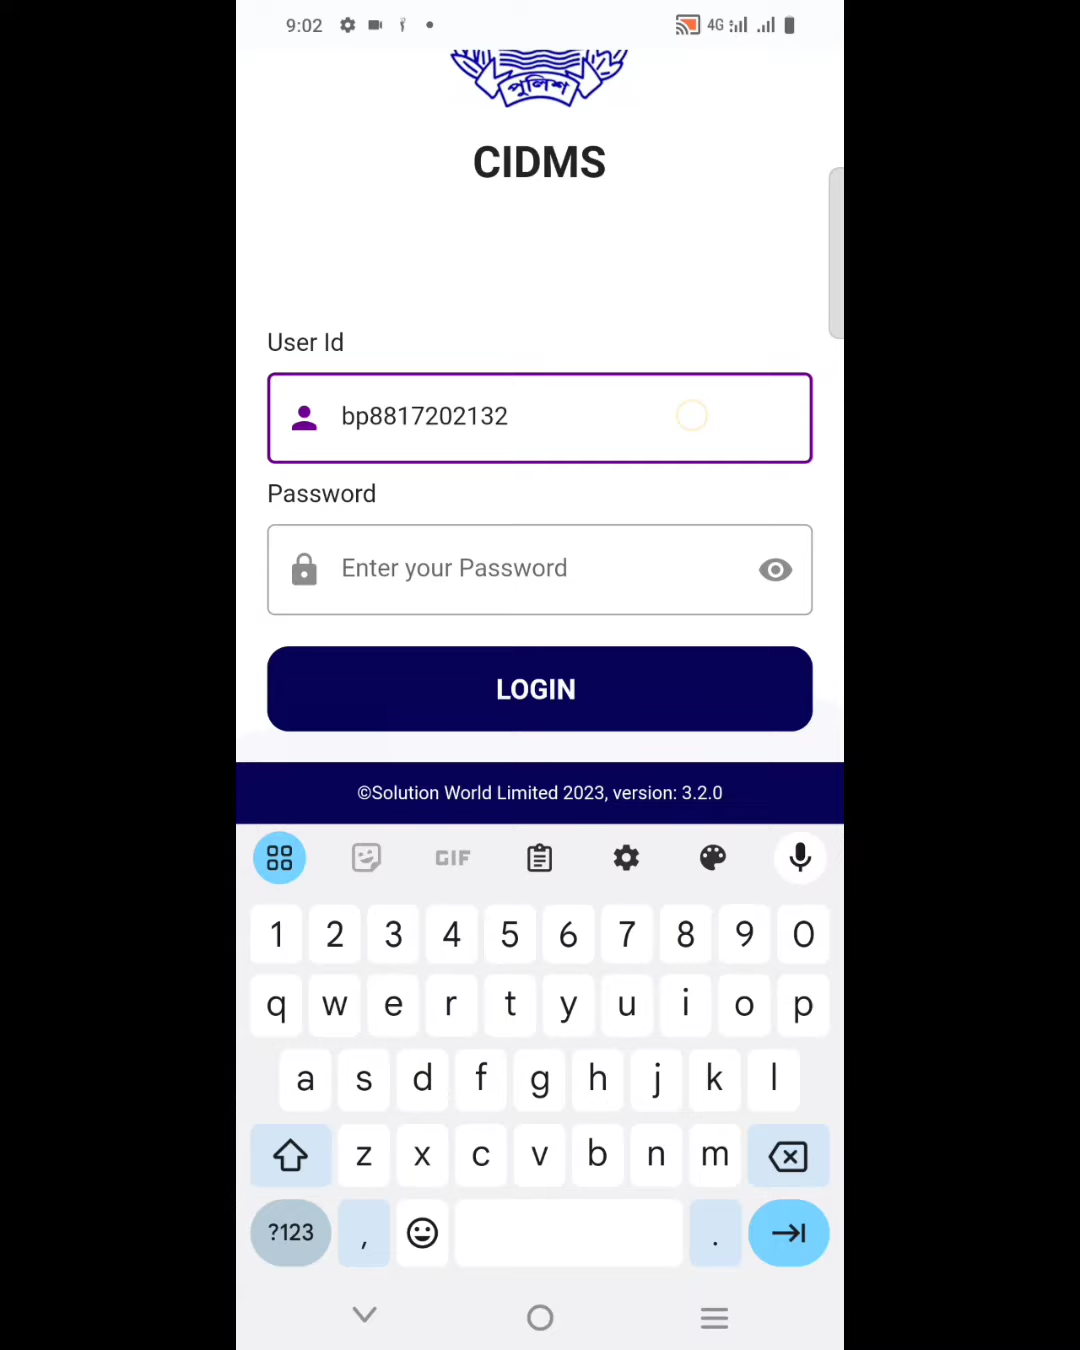 9:02 4G
পুলিশ
CIDMS
User Id
bp8817202132
Password
Enter your Password
LOGIN
©Solution World Limited 2023, version: 3.2.0
GIF
1 2 3 4 5 6 7 8 9 0
q w e r t y u i o p
a s d f g h j k l
z x c v b n m
?123 , .